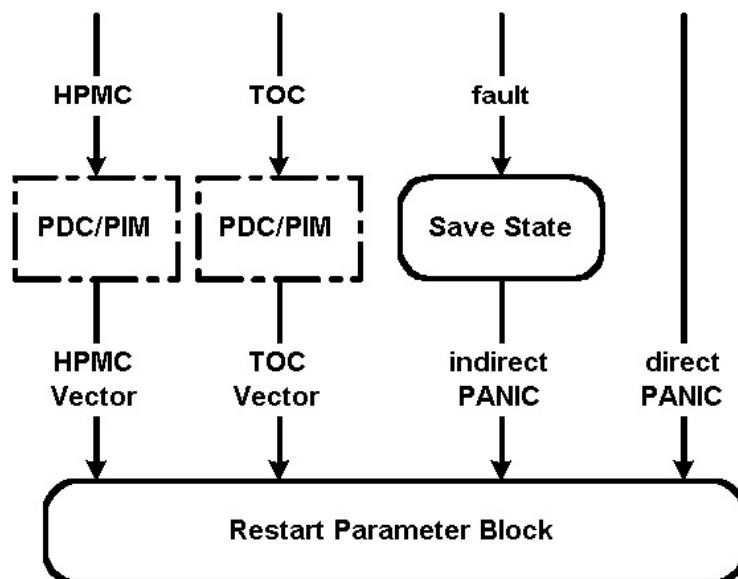 HPMC
TOC
fault
PDC/PIM
PDC/PIM
Save State
HPMC
Vector
TOC
Vector
indirect
PANIC
direct
PANIC
Restart Parameter Block